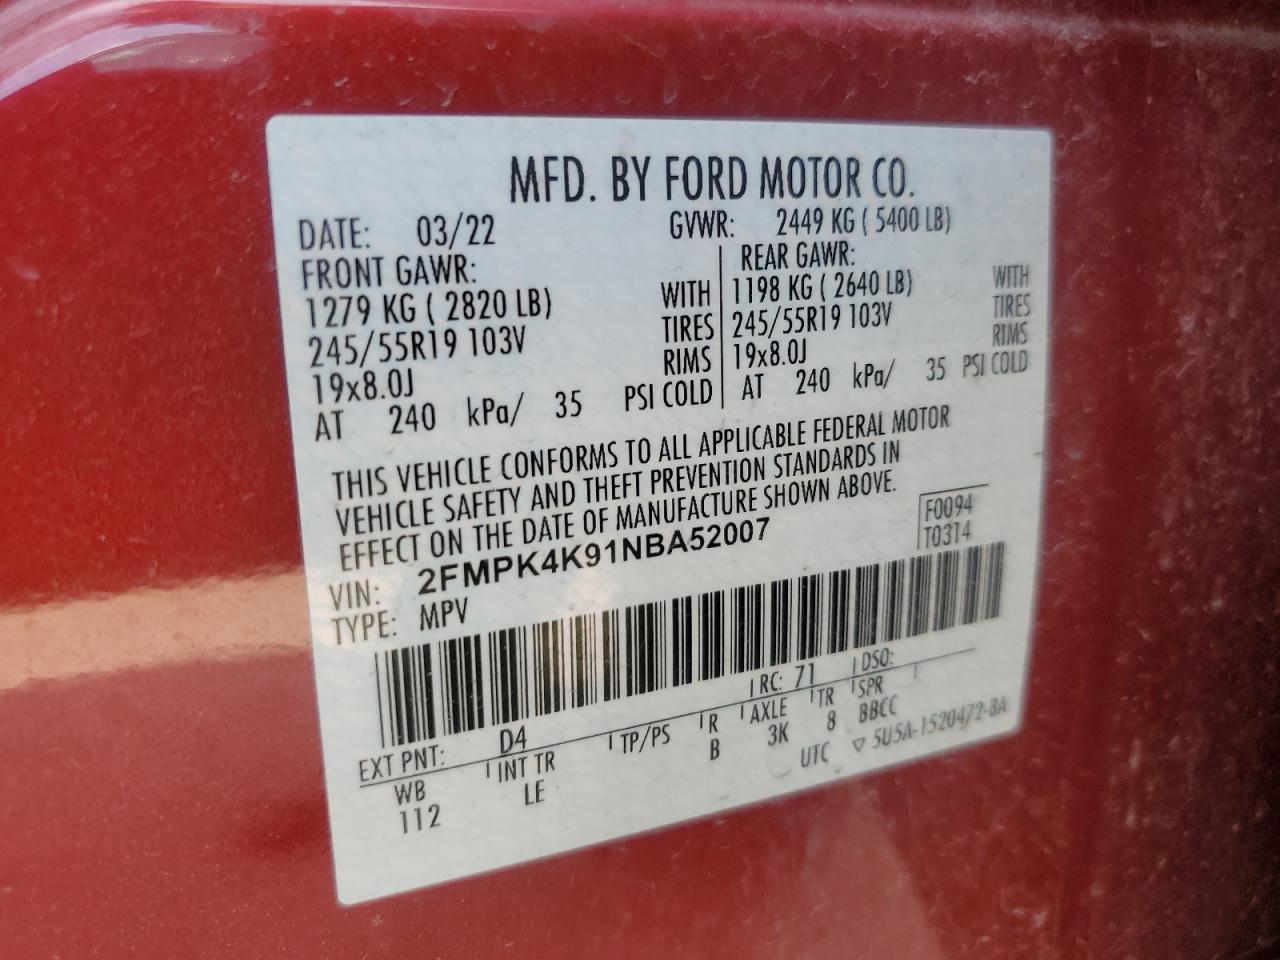 MFD. BY FORD MOTOR CO.
DATE: 03/22 GVWR: 2449 KG ( 5400 LB)
FRONT GAWR: REAR GAWR:
1279 KG ( 2820 LB) WITH 1198 KG ( 2640 LB) WITH
245/55R19 103V TIRES 245/55R19 103V TIRES
19x8.0J RIMS 19x8.0J RIMS
AT 240 kPa/ 35 PSI COLD AT 240 kPa/ 35 PSI COLD
THIS VEHICLE CONFORMS TO ALL APPLICABLE FEDERAL MOTOR
VEHICLE SAFETY AND THEFT PREVENTION STANDARDS IN
EFFECT ON THE DATE OF MANUFACTURE SHOWN ABOVE.
F0094
VIN: 2FMPK4K91NBA52007 T03T4
TYPE: MPV
EXT PNT: D4 RC: 71 DSO:
WB INT TR TP/PS R AXLE TR SPR
112 LE B 3K 8 BBCC
UTC ▽ 5U5A-1520472-BA